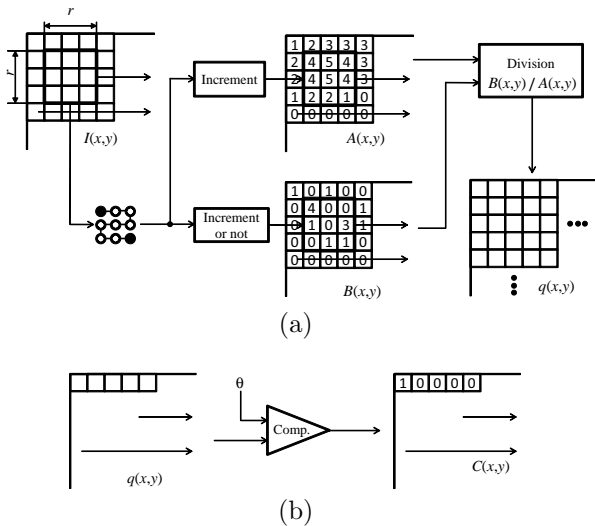 r
r
I(x,y)
Increment
1 2 3 3 3
2 4 5 4 3
2 4 5 4 3
1 2 2 1 0
0 0 0 0 0
A(x,y)
Division
B(x,y) / A(x,y)
Increment
or not
1 0 1 0 0
0 4 0 0 1
0 1 0 3 1
0 0 1 1 0
0 0 0 0 0
B(x,y)
q(x,y)
(a)
θ
Comp.
q(x,y)
1 0 0 0 0
C(x,y)
(b)